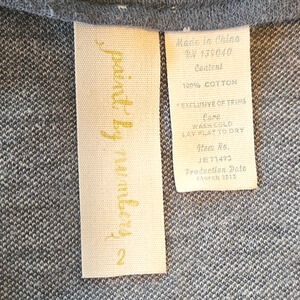 paint by numbers
2
Made in China
RN 139040
Content
100% COTTON
EXCLUSIVE OF TRIMS
Care
WASH COLD
LAY FLAT TO DRY
Item No.
Production Date